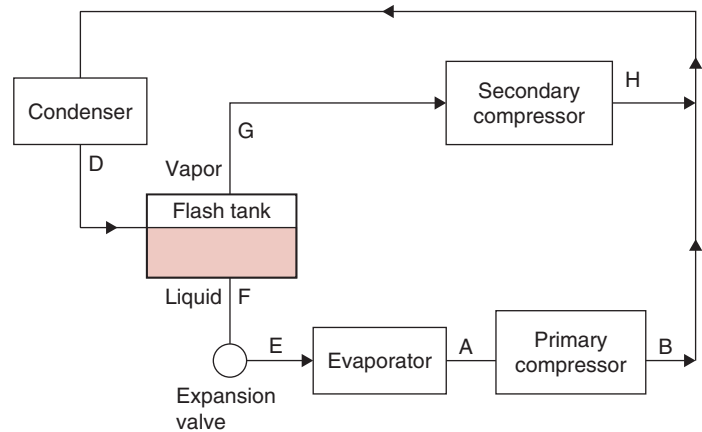 Condenser
D
Vapor
G
Secondary
compressor
H
Flash tank
Liquid
F
E
Expansion
valve
Evaporator
A
Primary
compressor
B